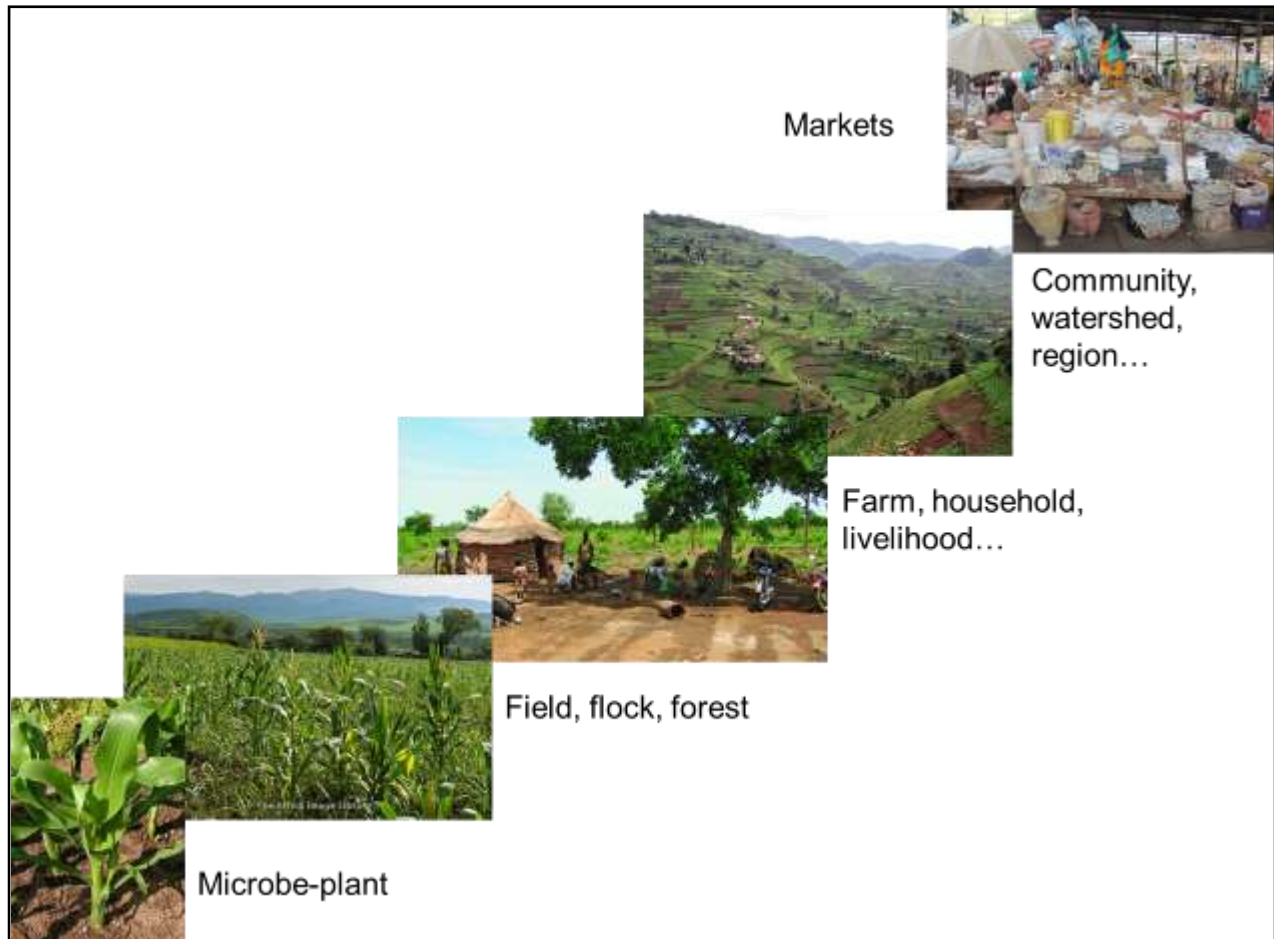 Markets
Community,
watershed,
region…
Farm, household,
livelihood…
Field, flock, forest
Microbe-plant